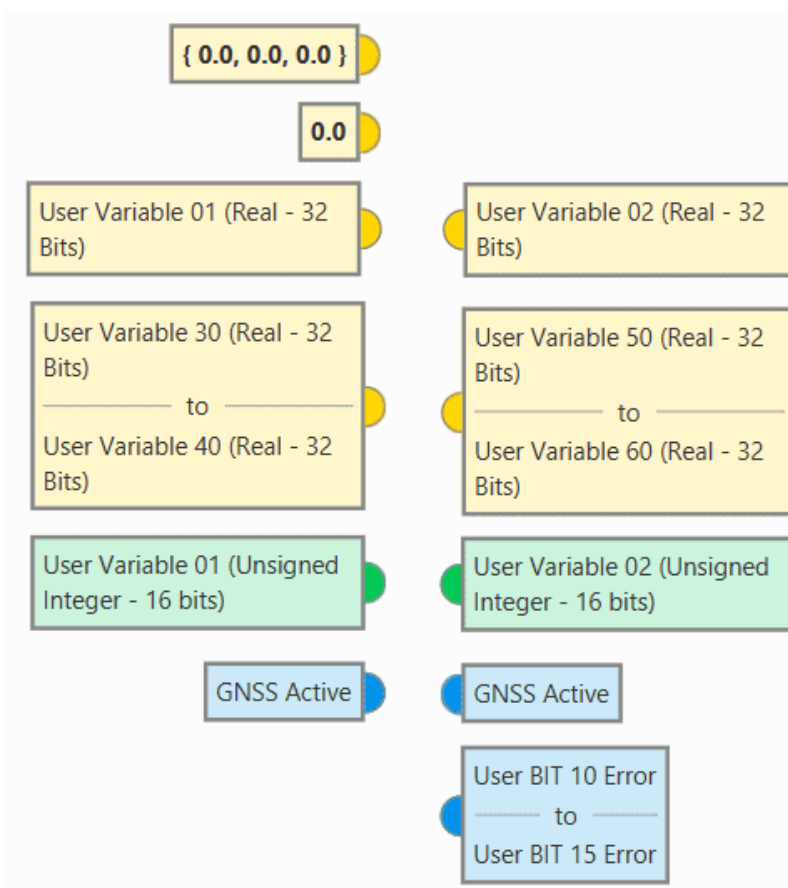 { 0.0, 0.0, 0.0 }
0.0
User Variable 01 (Real - 32
Bits)
User Variable 02 (Real - 32
Bits)
User Variable 30 (Real - 32
Bits)
to
User Variable 40 (Real - 32
Bits)
User Variable 50 (Real - 32
Bits)
to
User Variable 60 (Real - 32
Bits)
User Variable 01 (Unsigned
Integer - 16 bits)
User Variable 02 (Unsigned
Integer - 16 bits)
GNSS Active
GNSS Active
User BIT 10 Error
to
User BIT 15 Error